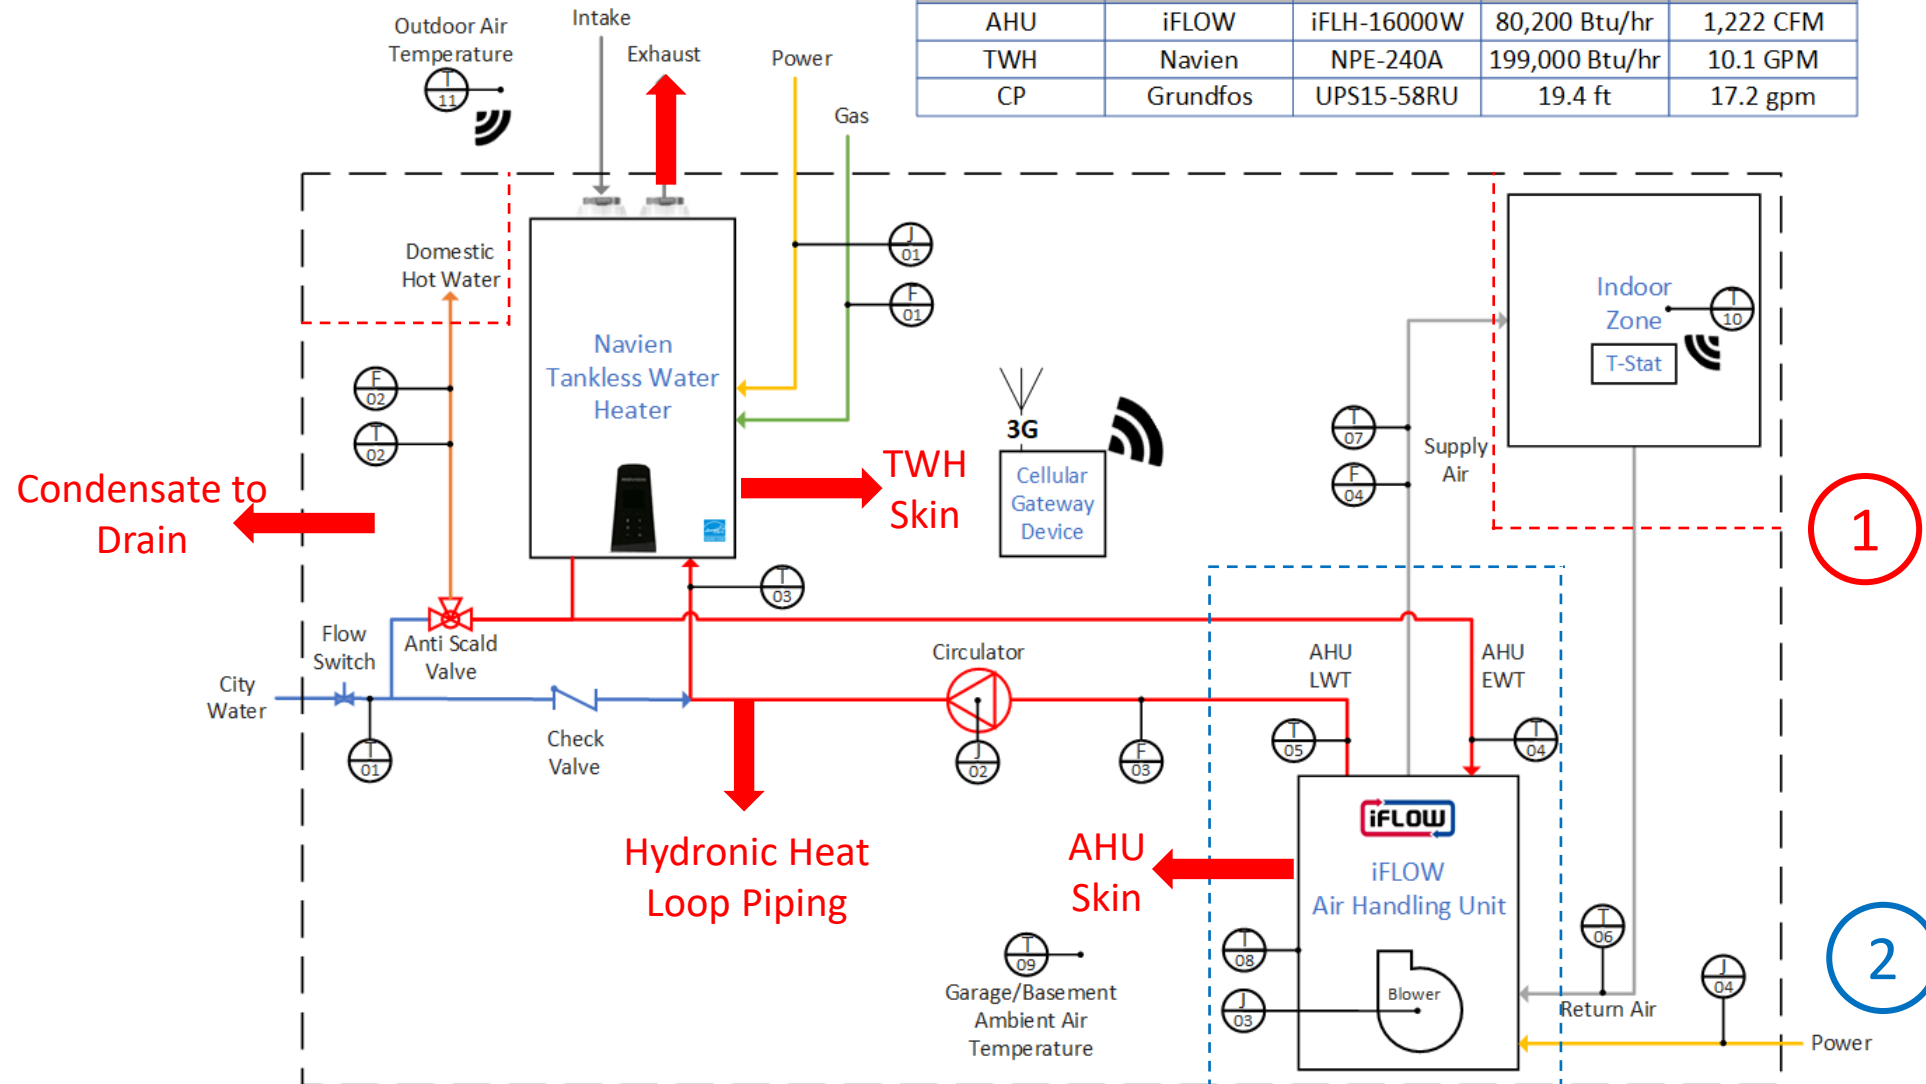 AHU iFLOW iFLH-16000W 80,200 Btu/hr 1,222 CFM
TWH Navien NPE-240A 199,000 Btu/hr 10.1 GPM
CP Grundfos UPS15-58RU 19.4 ft 17.2 gpm
Outdoor Air
Temperature
T
11
Intake
Exhaust
Power
Gas
J
01
F
01
Domestic
Hot Water
Navien
Tankless Water
Heater
F
02
T
02
Indoor
Zone
T
10
T-Stat
3G
Cellular
Gateway
Device
T
07
F
04
Supply
Air
TWH
Skin
Condensate to
Drain
1
T
03
Flow
Switch
Anti Scald
Valve
City
Water
T
01
Check
Valve
Circulator
J
02
F
03
AHU
LWT
AHU
EWT
T
05
T
04
Hydronic Heat
Loop Piping
AHU
Skin
iFLOW
iFLOW
Air Handling Unit
T
08
J
03
Blower
T
09
Garage/Basement
Ambient Air
Temperature
T
06
Return Air
J
04
Power
2